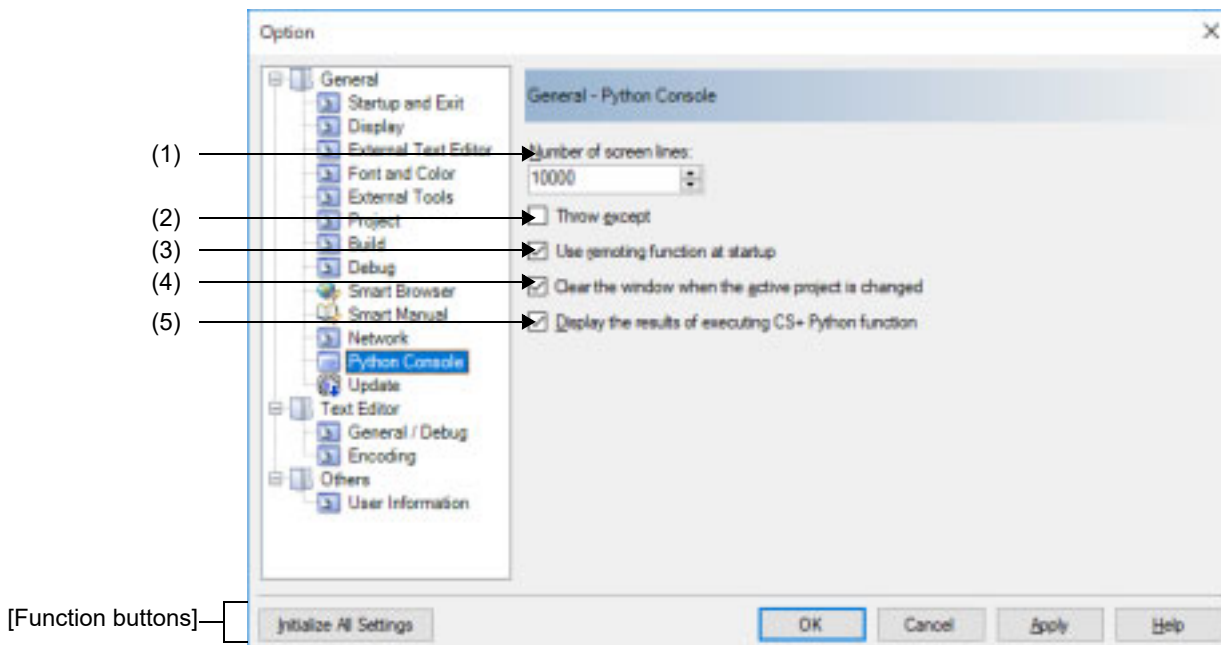 Option
General
Startup and Exit
Display
External Text Editor
Font and Color
External Tools
Project
Build
Debug
Smart Browser
Smart Manual
Network
Python Console
Update
Text Editor
General / Debug
Encoding
Others
User Information
General - Python Console
(1)
Number of screen lines:
10000
(2)
Throw except
(3)
Use remoting function at startup
(4)
Clear the window when the active project is changed
(5)
Display the results of executing CS+ Python function
[Function buttons]
Initialize All Settings
OK
Cancel
Apply
Help